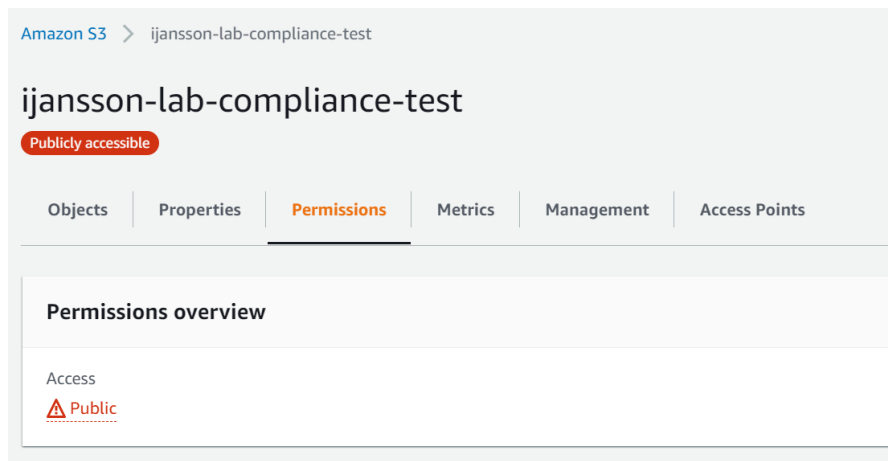 Amazon S3 > ijansson-lab-compliance-test
ijansson-lab-compliance-test
Publicly accessible
Objects Properties Permissions Metrics Management Access Points
Permissions overview
Access
Public